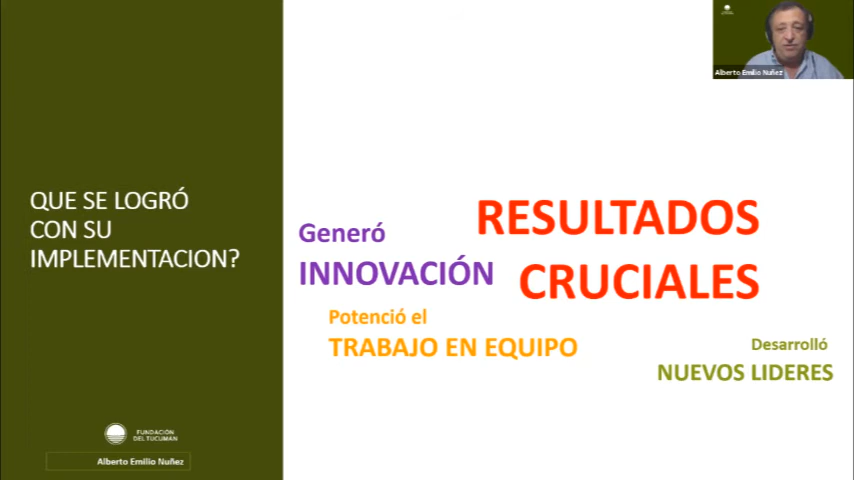 Alberto Emilio Nuñez
QUE SE LOGRÓ
CON SU
IMPLEMENTACION?
Generó
INNOVACIÓN
RESULTADOS
CRUCIALES
Potenció el
TRABAJO EN EQUIPO
Desarrolló
NUEVOS LIDERES
FUNDACIÓN
DEL TUCUMAN
Alberto Emilio Nuñez